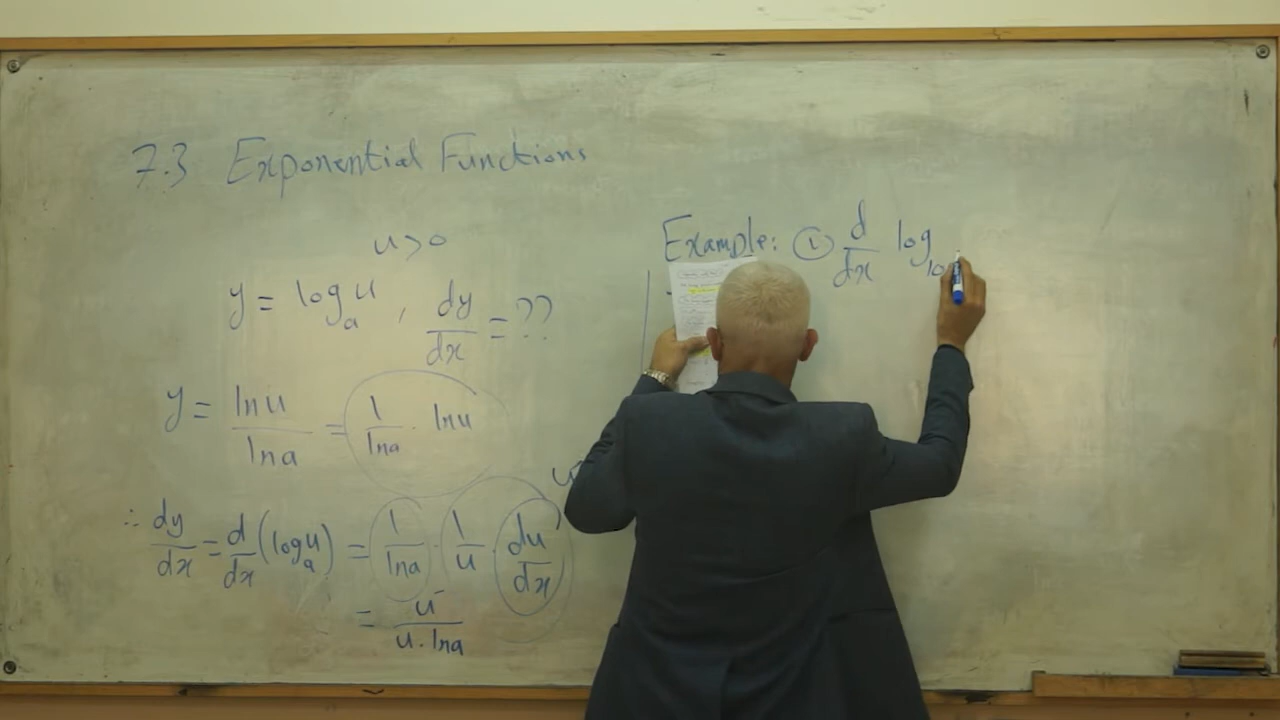 7.3 Exponential Functions
u > 0
y = log_a u , dy/dx = ??
y = ln u / ln a = 1/ln a · ln u
∴ dy/dx = d/dx (log_a u) = 1/ln a · 1/u · du/dx
= u' / u · ln a
Example: ① d/dx log_10